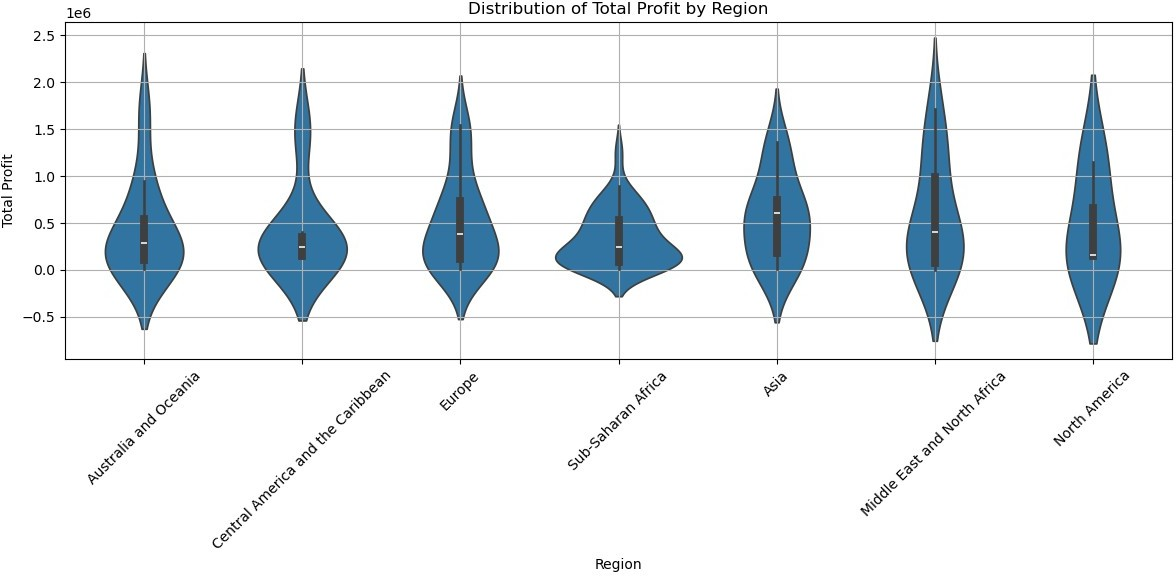 Distribution of Total Profit by Region
1e6
2.5
2.0
1.5
1.0
0.5
0.0
−0.5
Total Profit
Australia and Oceania
Central America and the Caribbean
Europe
Sub-Saharan Africa
Asia
Middle East and North Africa
North America
Region